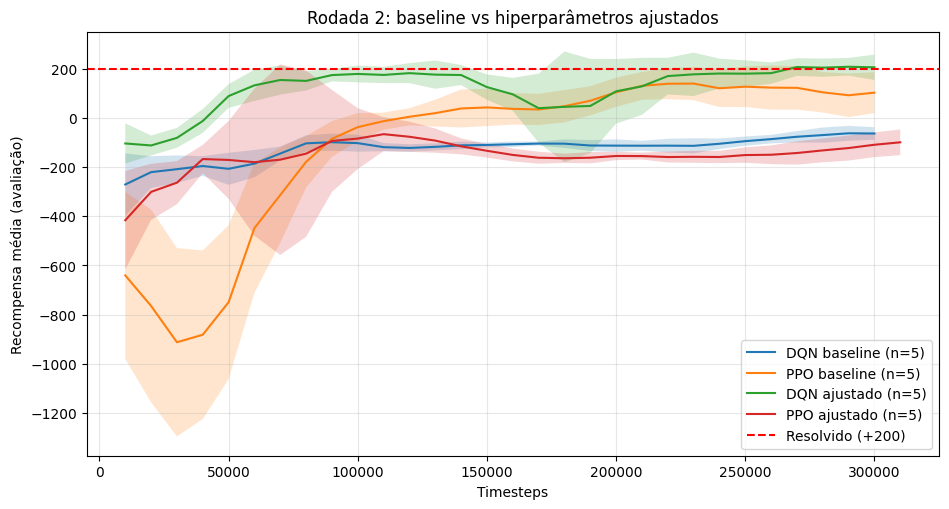 Rodada 2: baseline vs hiperparâmetros ajustados
Recompensa média (avaliação)
200
0
−200
−400
−600
−800
−1000
−1200
0
50000
100000
150000
200000
250000
300000
Timesteps
DQN baseline (n=5)
PPO baseline (n=5)
DQN ajustado (n=5)
PPO ajustado (n=5)
Resolvido (+200)